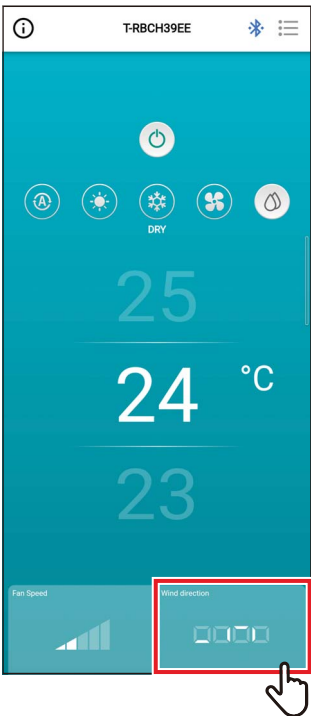 T-RBCH39EE
A
DRY
25
24 °C
23
Fan Speed
Wind direction